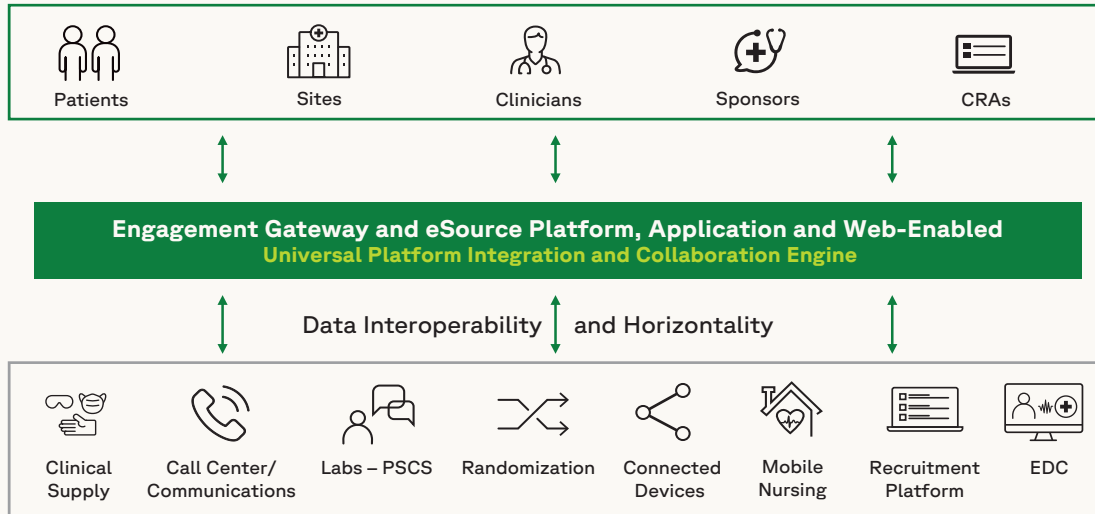 Patients
Sites
Clinicians
Sponsors
CRAs
Engagement Gateway and eSource Platform, Application and Web-Enabled
Universal Platform Integration and Collaboration Engine
Data Interoperability and Horizontality
Clinical
Supply
Call Center/
Communications
Labs – PSCS
Randomization
Connected
Devices
Mobile
Nursing
Recruitment
Platform
EDC